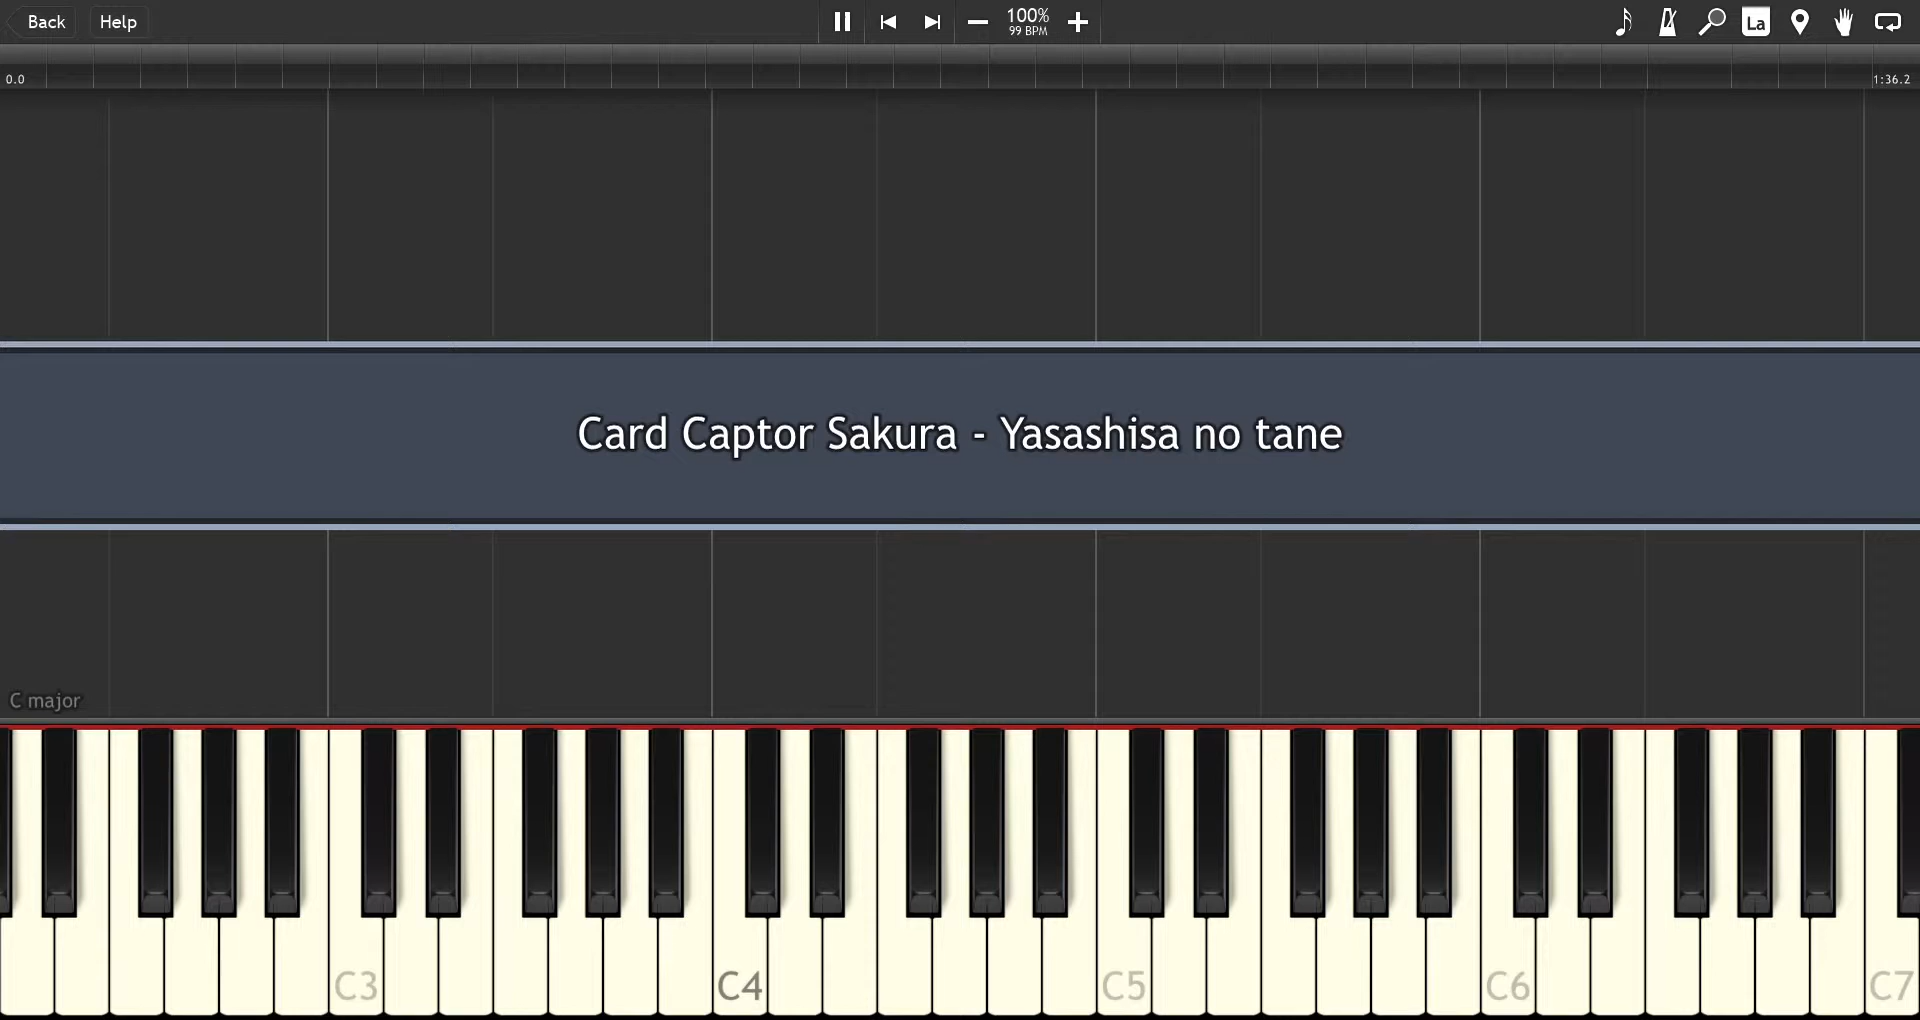 Back Help
100%
99 BPM
La
0.0 1:36.2
Card Captor Sakura - Yasashisa no tane
C major
C3 C4 C5 C6 C7